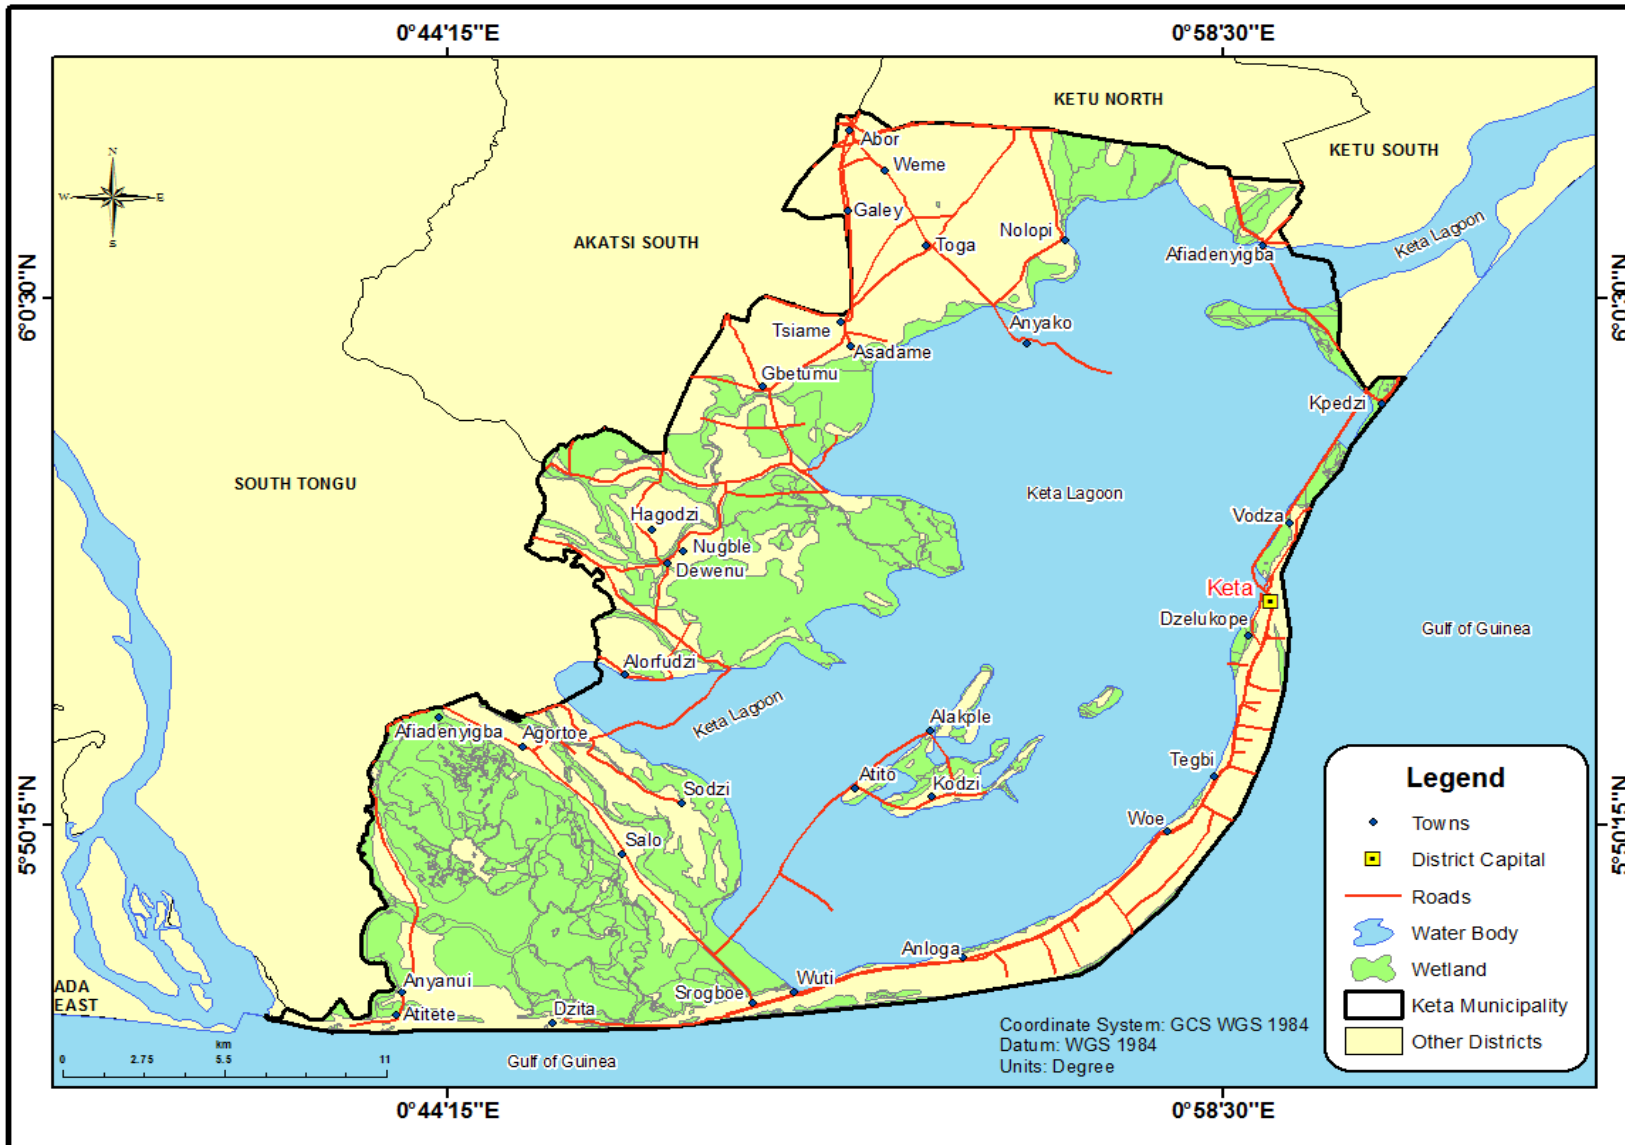 0°44'15"E
0°58'30"E
KETU NORTH
KETU SOUTH
Abor
Weme
N
W
E
S
Galey
Keta Lagoon
AKATSI SOUTH
Toga
Nolopi
Afiadenyigba
6°0'30"N
6°0'30"N
Tsiame
Anyako
Asadame
Gbetumu
Kpedzi
SOUTH TONGU
Keta Lagoon
Hagodzi
Vodza
Nugble
Dewenu
Keta
Dzelukope
Gulf of Guinea
Alorfudzi
Keta Lagoon
Alakple
Afiadenyigba
Agortoe
Tegbi
Atito
Kodzi
Sodzi
Woe
5°50'15"N
5°50'15"N
Salo
Legend
Towns
District Capital
Roads
Water Body
Wetland
Keta Municipality
Other Districts
Anloga
Wuti
Srogboe
Anyanui
ADA
EAST
Atitete
Dzita
Coordinate System: GCS WGS 1984
Datum: WGS 1984
Units: Degree
km
0 2.75 5.5 11
Gulf of Guinea
0°44'15"E
0°58'30"E